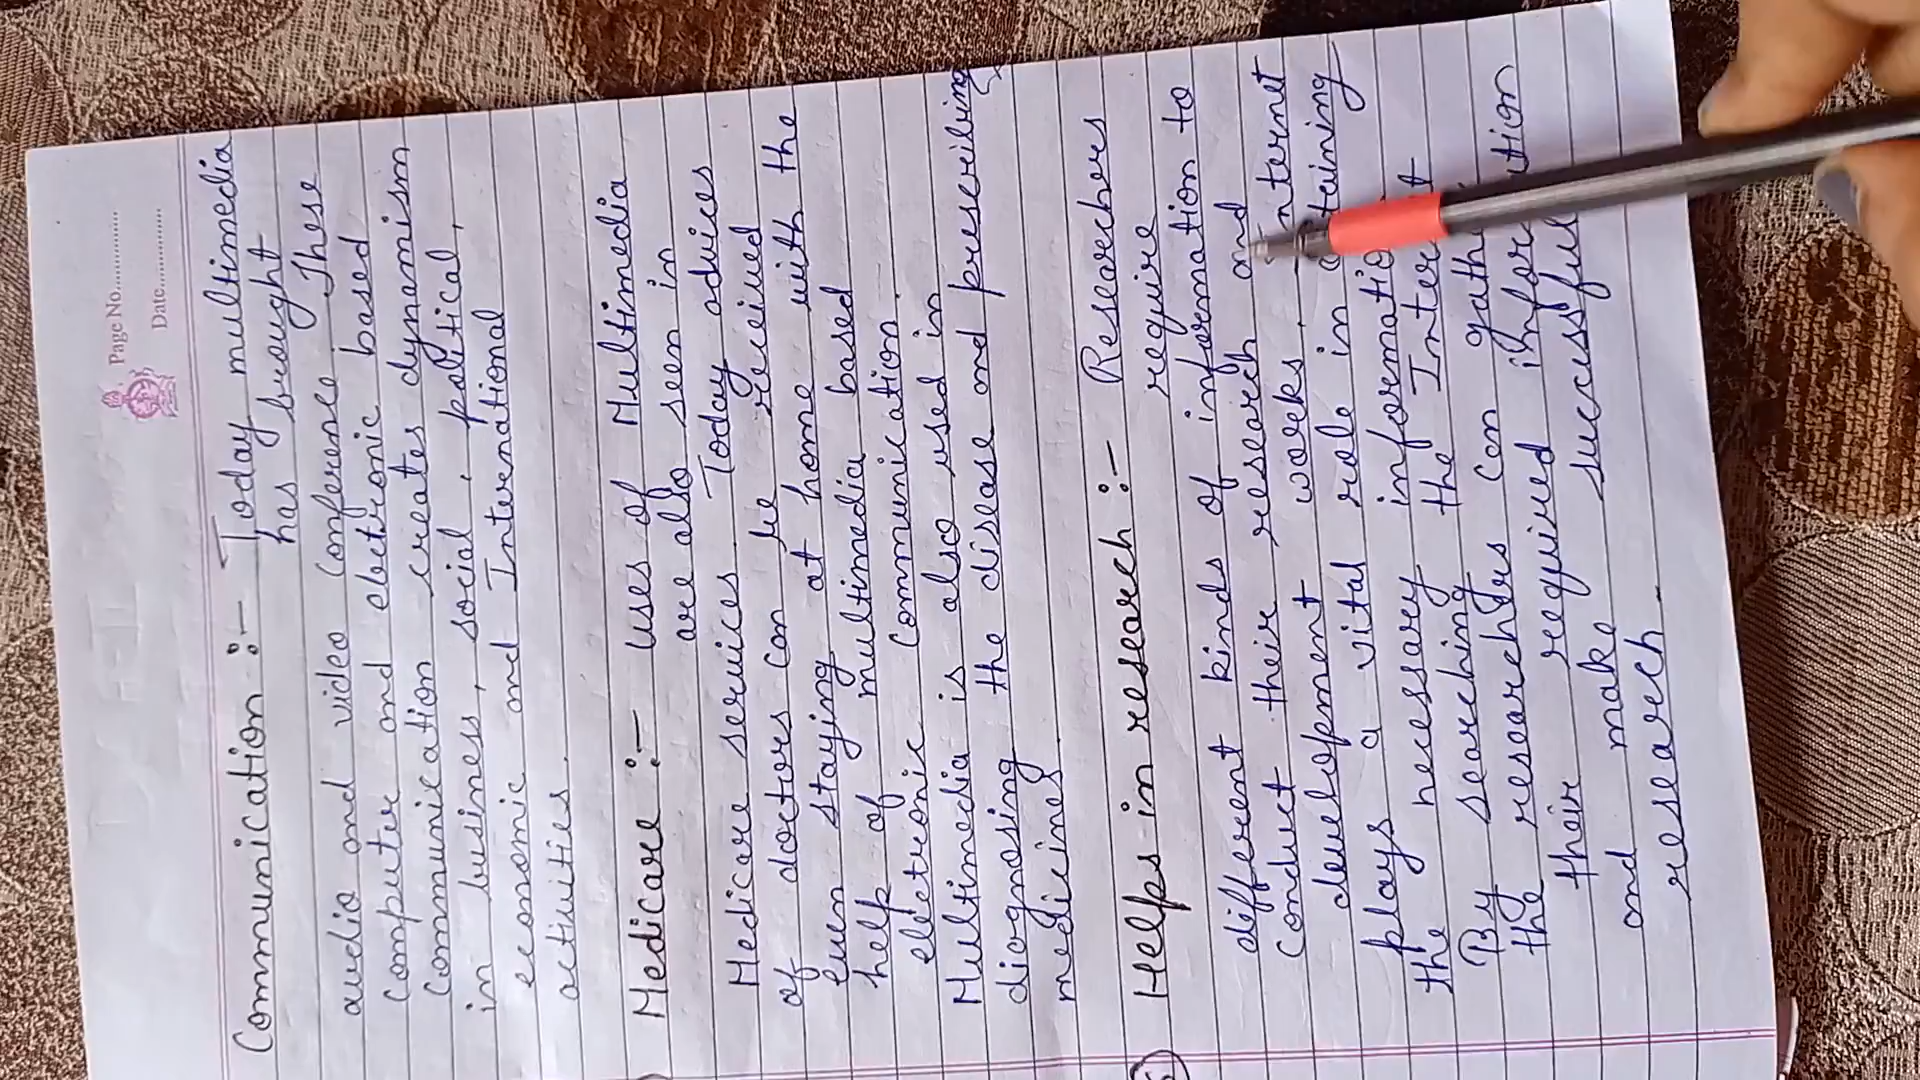 Page No.
Date
Communication :- Today multimedia
has brought
audio and video conference. These
computer and electronic based
communication creates dynamism
in business, social, political,
economic and International
activities.
Medicare :- uses of Multimedia
are also seen in
Medicare services. Today advices
of doctors can be received
even staying at home with the
help of multimedia based
electronic communication.
Multimedia is also used in
diagnosing the disease and prescribing
medicines.
Helps in research :- Researchers
require
different kinds of information to
conduct their research and
development works. Internet
plays a vital role in
the necessary information
By searching the
the researchers can
their required
and make successful
research.